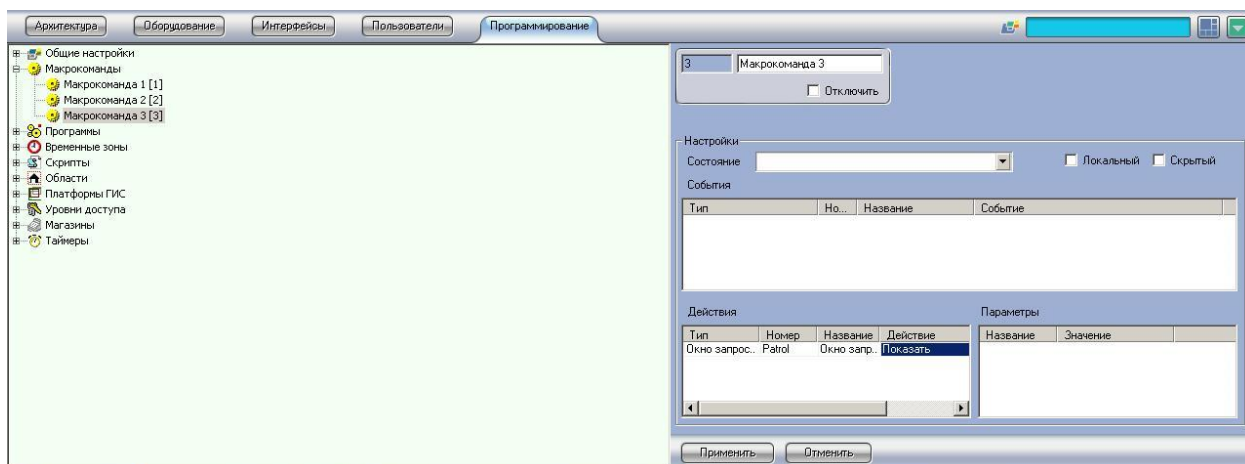 Архитектура Оборудование Интерфейсы Пользователи Программирование
Общие настройки
Макрокоманды
Макрокоманда 1 [1]
Макрокоманда 2 [2]
Макрокоманда 3 [3]
Программы
Временные зоны
Скрипты
Области
Платформы ГИС
Уровни доступа
Магазины
Таймеры
3 Макрокоманда 3
Отключить
Настройки
Состояние Локальный Скрытый
События
Тип Но... Название Событие
Действия
Тип Номер Название Действие
Окно запрос.. Patrol Окно запр.. Показать
Параметры
Название Значение
Применить Отменить